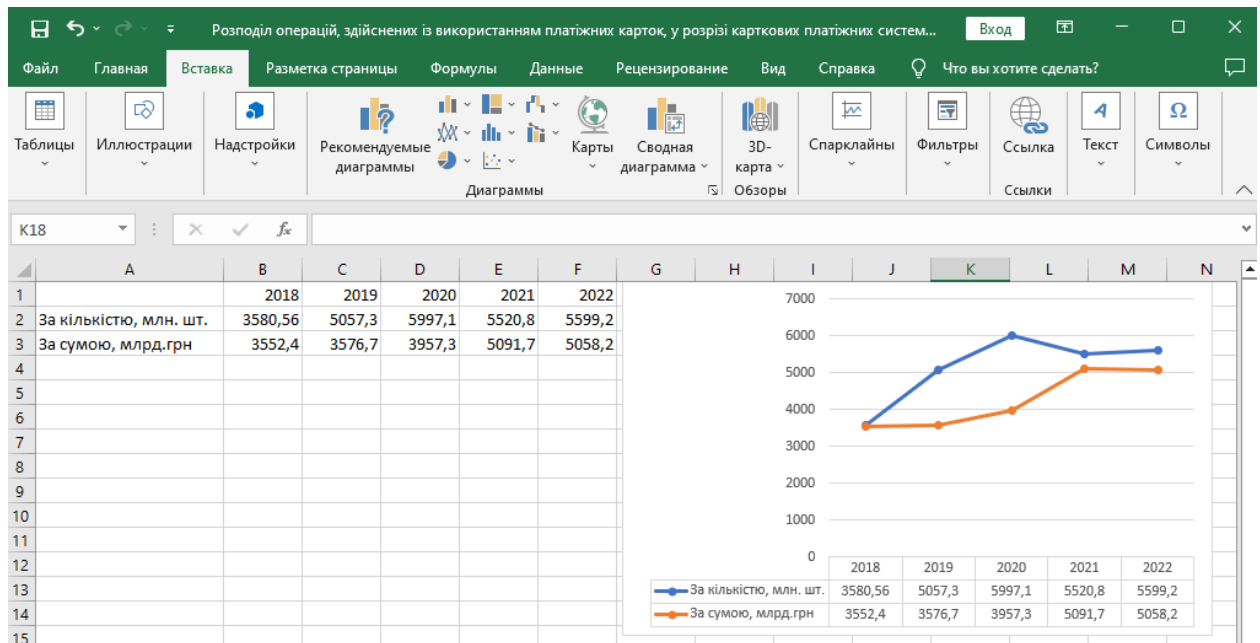 Розподіл операцій, здійснених із використанням платіжних карток, у розрізі карткових платіжних систем... Вход
Файл Главная Вставка Разметка страницы Формулы Данные Рецензирование Вид Справка Что вы хотите сделать?
Таблицы Иллюстрации Надстройки Рекомендуемые диаграммы Карты Сводная диаграмма 3D-карта Спарклайны Фильтры Ссылка Текст Символы
Диаграммы Обзоры Ссылки
K18 fx
A B C D E F G H I J K L M N
1 2018 2019 2020 2021 2022
2 За кількістю, млн. шт. 3580,56 5057,3 5997,1 5520,8 5599,2
3 За сумою, млрд.грн 3552,4 3576,7 3957,3 5091,7 5058,2
4
5
6
7
8
9
10
11
12
13
14
15
7000
6000
5000
4000
3000
2000
1000
0
2018 2019 2020 2021 2022
За кількістю, млн. шт. 3580,56 5057,3 5997,1 5520,8 5599,2
За сумою, млрд.грн 3552,4 3576,7 3957,3 5091,7 5058,2